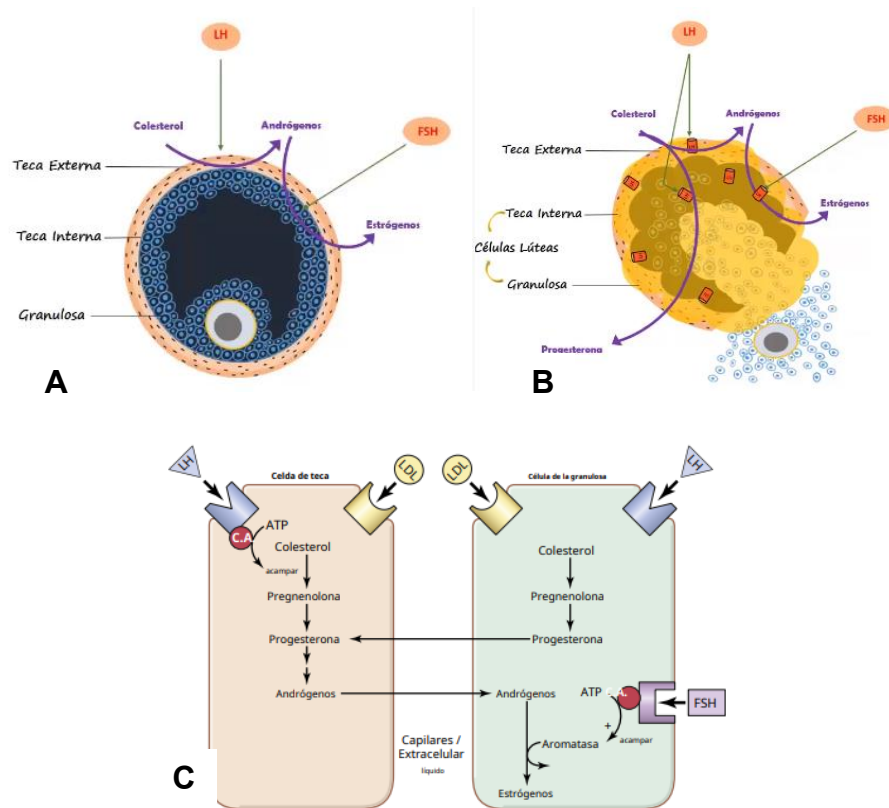 LH
Colesterol
Andrógenos
FSH
Teca Externa
Teca Interna
Estrógenos
Granulosa
A
LH
Colesterol
Andrógenos
FSH
Teca Externa
Teca Interna
Estrógenos
Células Lúteas
Granulosa
Progesterona
B
LH
Celda de teca
LDL
LDL
Célula de la granulosa
LH
C.A
ATP
acampar
Colesterol
Pregnenolona
Progesterona
Andrógenos
Colesterol
Pregnenolona
Progesterona
Andrógenos
ATP C.A.
FSH
+
acampar
Aromatasa
Estrógenos
Capilares /
Extracelular
líquido
C